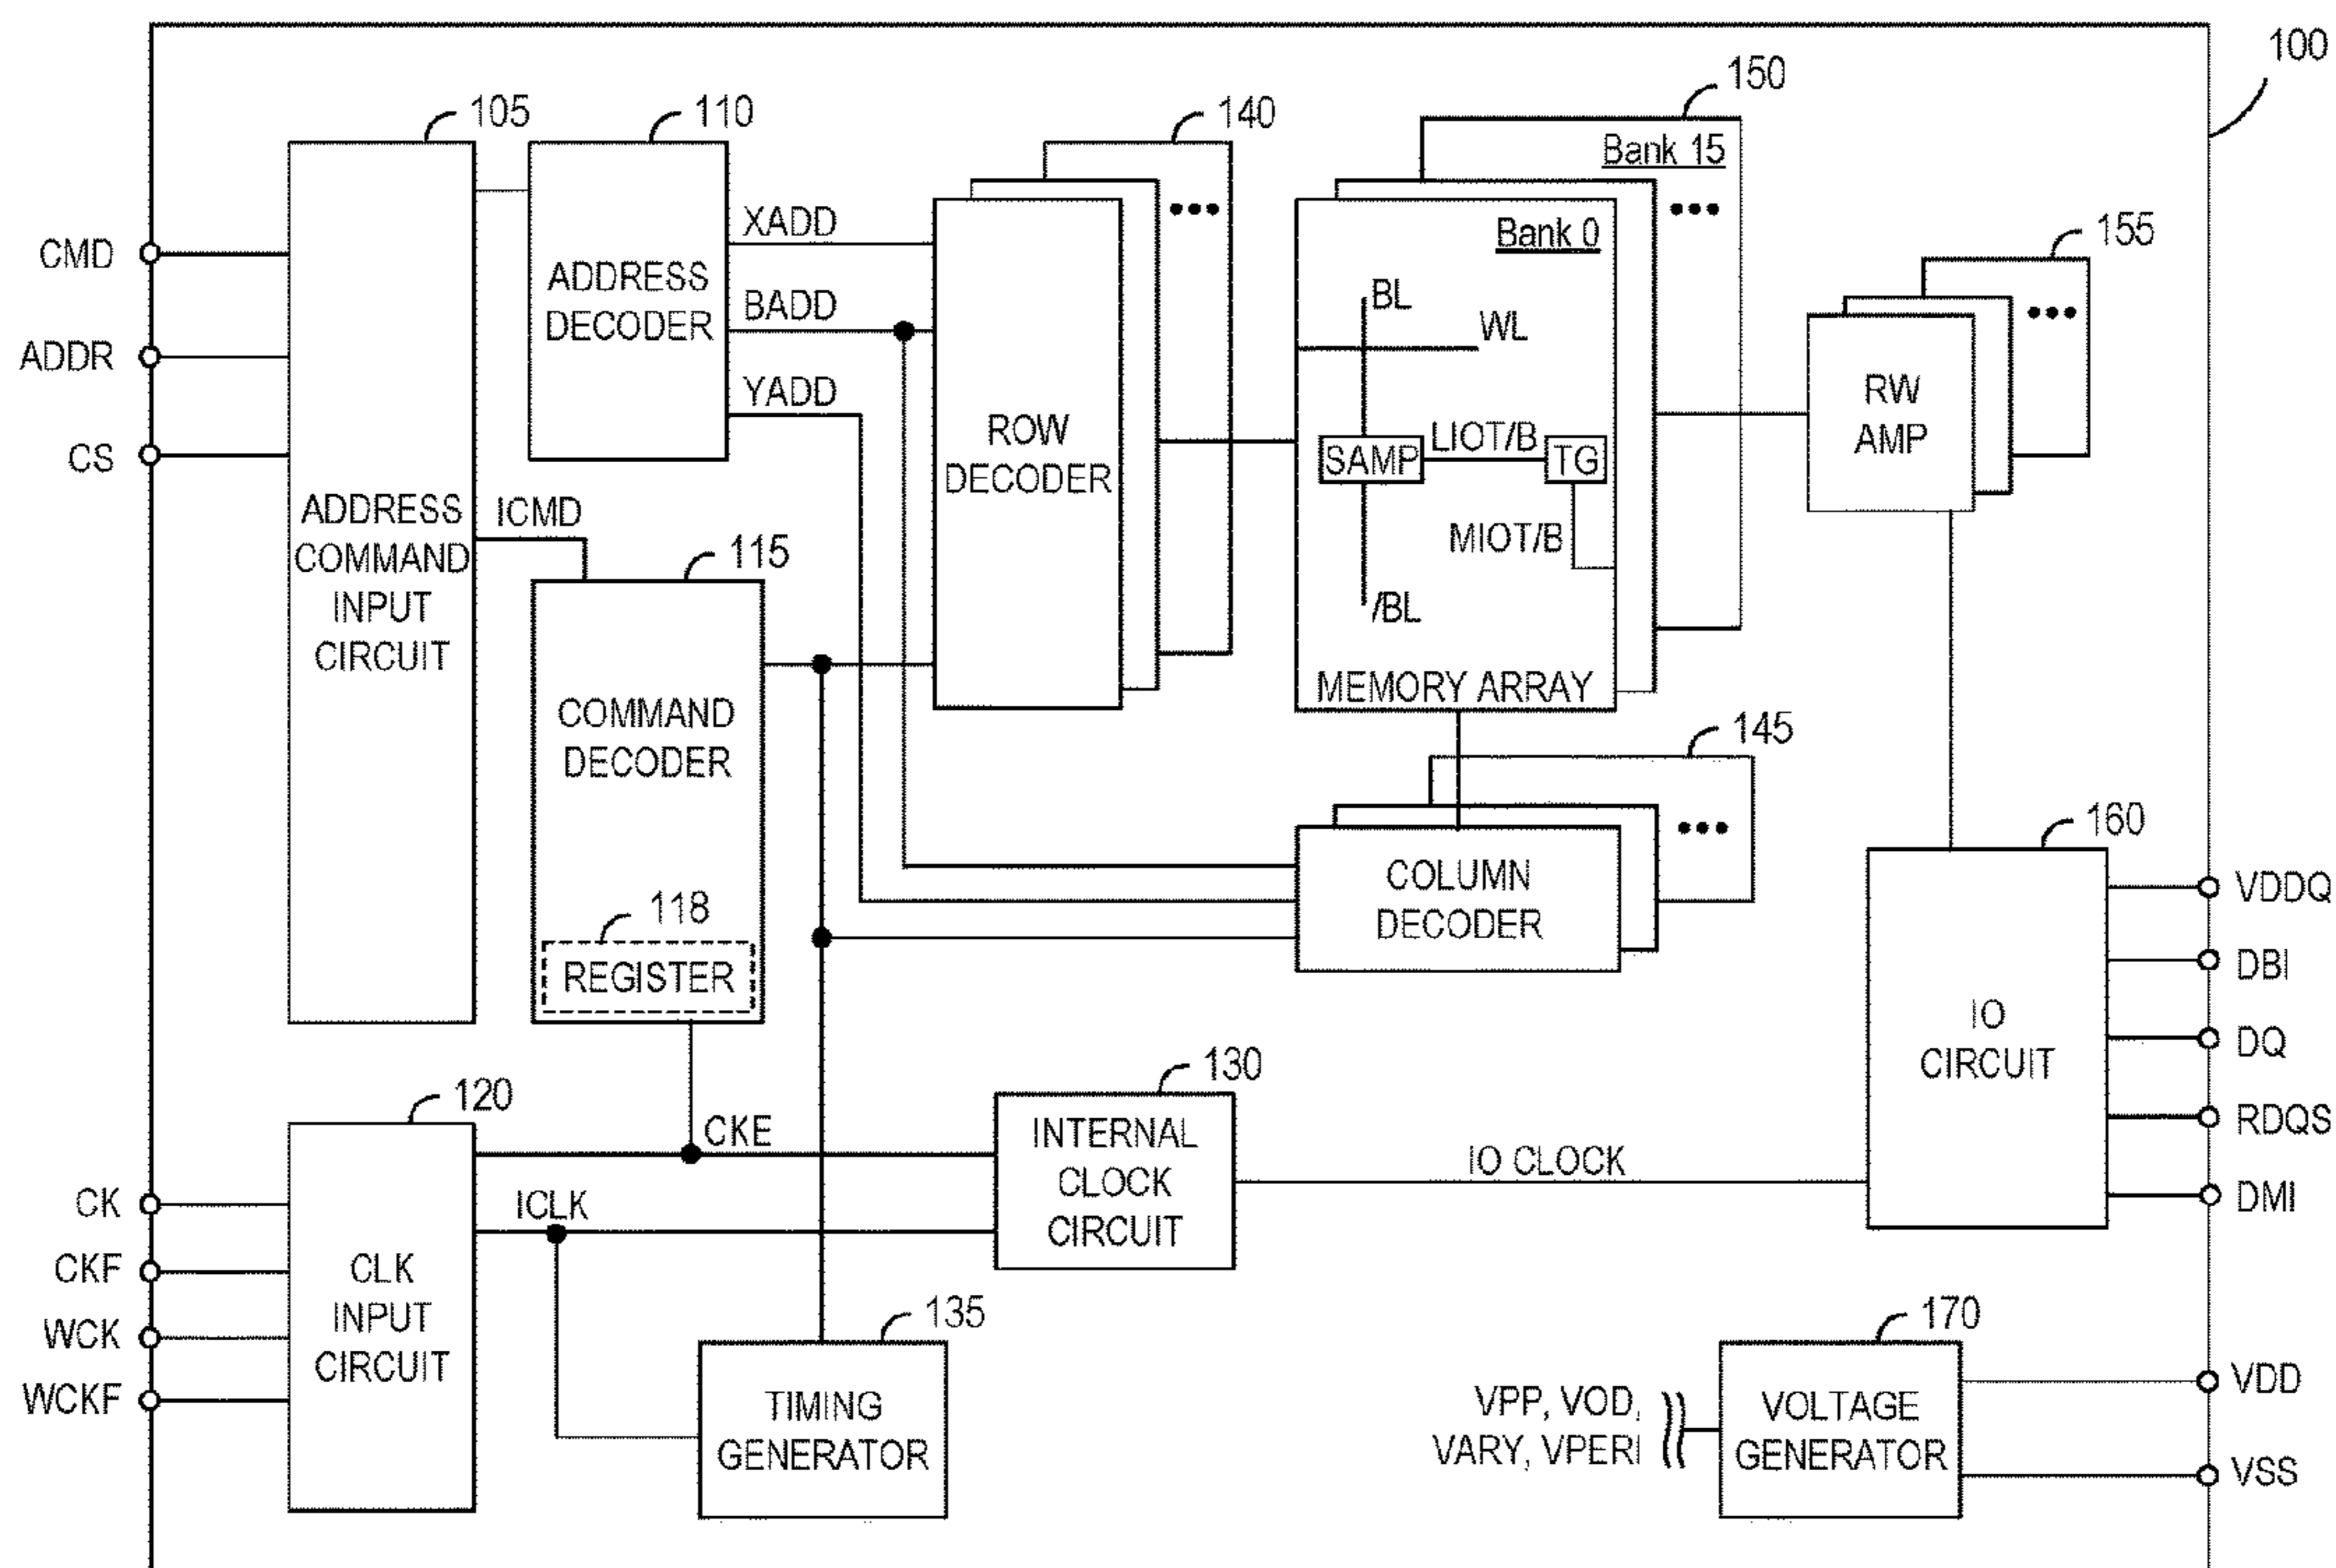 100
105
110
140
150
Bank 15
...
...
155
...
CMD
ADDR
CS
ADDRESS
COMMAND
INPUT
CIRCUIT
ADDRESS
DECODER
XADD
BADD
YADD
ICMD
ROW
DECODER
Bank 0
BL
WL
SAMP
LIOT/B
TG
MIOT/B
/BL
MEMORY ARRAY
RW
AMP
115
COMMAND
DECODER
118
REGISTER
145
...
COLUMN
DECODER
160
IO
CIRCUIT
VDDQ
DBI
DQ
RDQS
DMI
120
CK
CKF
WCK
WCKF
CLK
INPUT
CIRCUIT
CKE
ICLK
130
INTERNAL
CLOCK
CIRCUIT
IO CLOCK
135
TIMING
GENERATOR
170
VPP, VOD,
VARY, VPERI
VOLTAGE
GENERATOR
VDD
VSS